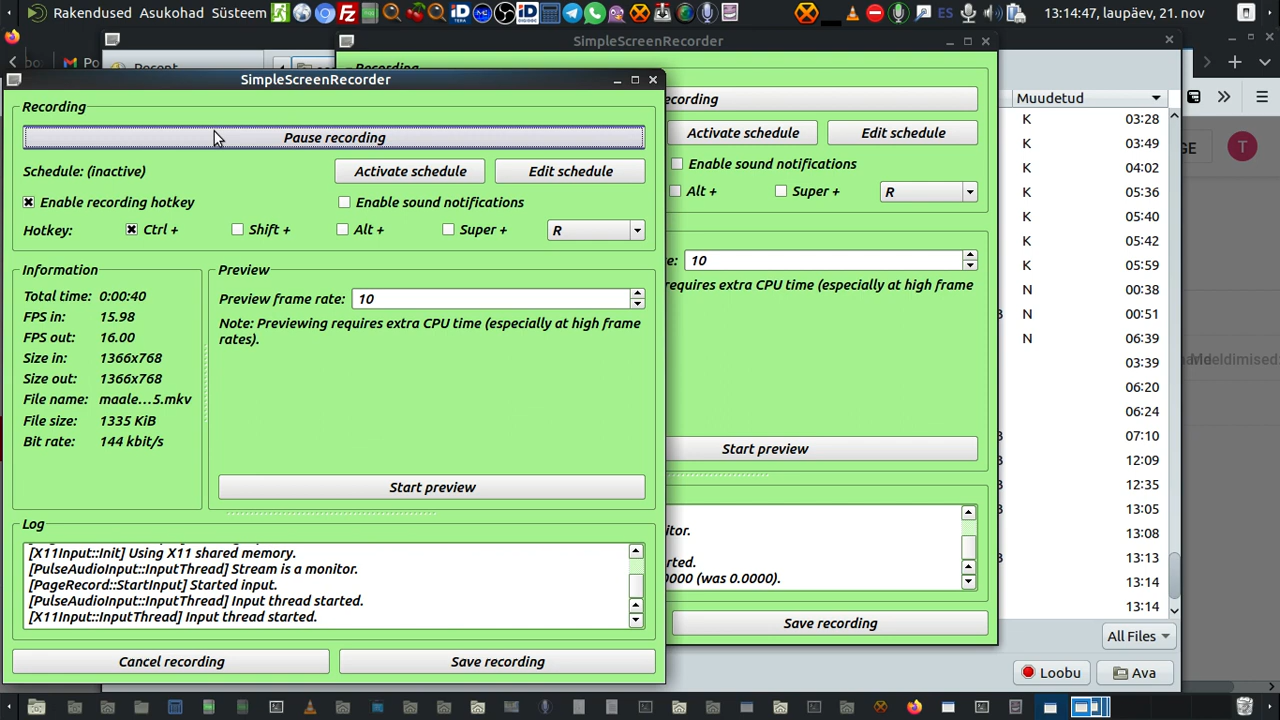 Rakendused Asukohad Süsteem
ES
13:14:47, laupäev, 21. nov
SimpleScreenRecorder
Recent
SimpleScreenRecorder
Recording
Pause recording
Schedule: (inactive)
Activate schedule
Edit schedule
Enable recording hotkey
Enable sound notifications
Hotkey:
Ctrl +
Shift +
Alt +
Super +
R
Information
Total time: 0:00:40
FPS in: 15.98
FPS out: 16.00
Size in: 1366x768
Size out: 1366x768
File name: maale...5.mkv
File size: 1335 KiB
Bit rate: 144 kbit/s
Preview
Preview frame rate: 10
Note: Previewing requires extra CPU time (especially at high frame
rates).
Start preview
Log
[X11Input::Init] Using X11 shared memory.
[PulseAudioInput::InputThread] Stream is a monitor.
[PageRecord::StartInput] Started input.
[PulseAudioInput::InputThread] Input thread started.
[X11Input::InputThread] Input thread started.
Cancel recording
Save recording
ecording
Activate schedule
Edit schedule
Enable sound notifications
Alt +
Super +
R
e: 10
requires extra CPU time (especially at high frame
Start preview
itor.
rted.
0000 (was 0.0000).
Save recording
Muudetud
K 03:28
K 03:49
K 04:02
K 05:36
K 05:40
K 05:42
K 05:59
N 00:38
N 00:51
N 06:39
03:39
06:20
06:24
07:10
12:09
12:35
13:05
13:08
13:13
13:14
13:14
All Files
Loobu
Ava
GE
T